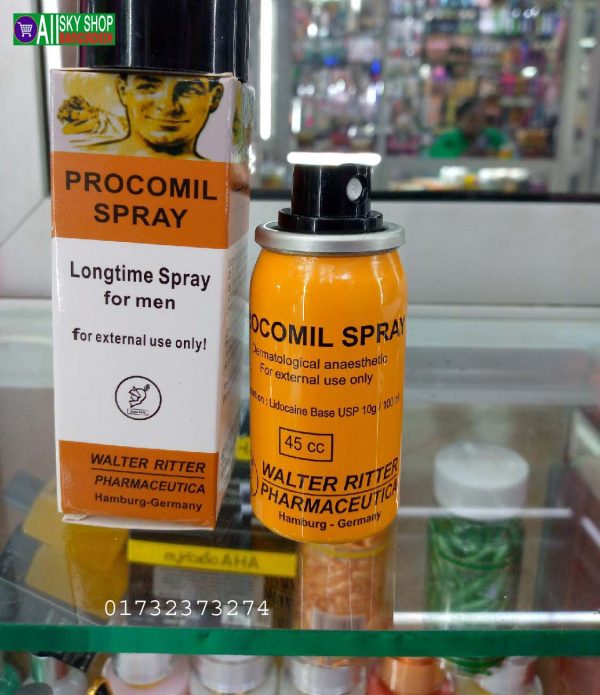 AllSKY SHOP
PROCOMIL
SPRAY
Longtime Spray
for men
for external use only!
WALTER RITTER
PHARMACEUTICA
Hamburg-Germany
OCOMIL SPRAY
Dermatological anaesthetic
For external use only
tion : Lidocaine Base USP 10g / 100 ml
45 cc
WALTER RITTER
PHARMACEUTICA
Hamburg - Germany
01732373274